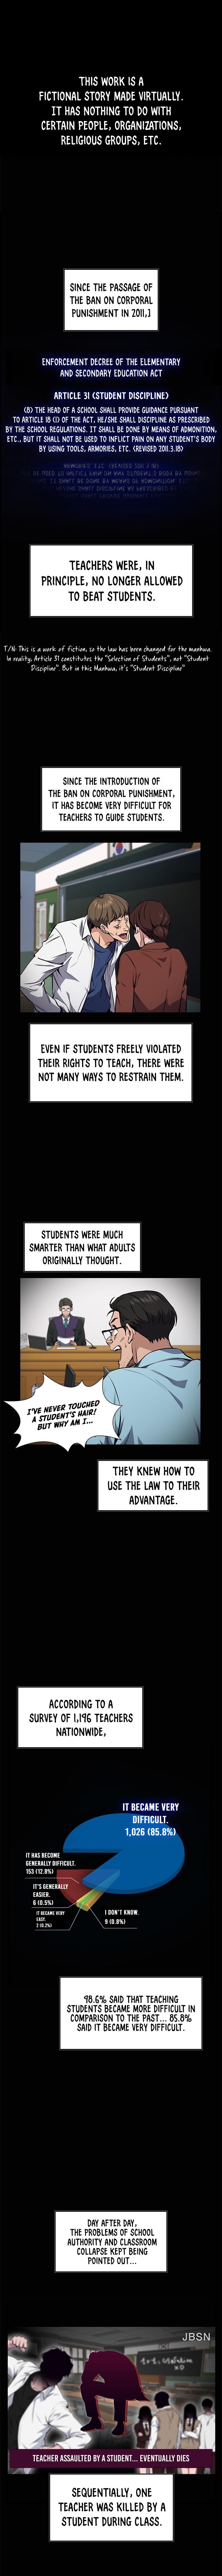 THIS WORK IS A
FICTIONAL STORY MADE VIRTUALLY.
IT HAS NOTHING TO DO WITH
CERTAIN PEOPLE, ORGANIZATIONS,
RELIGIOUS GROUPS, ETC.
SINCE THE PASSAGE OF
THE BAN ON CORPORAL
PUNISHMENT IN 2011,]
ENFORCEMENT DECREE OF THE ELEMENTARY
AND SECONDARY EDUCATION ACT
ARTICLE 31 (STUDENT DISCIPLINE)
(8) THE HEAD OF A SCHOOL SHALL PROVIDE GUIDANCE PURSUANT
TO ARTICLE 18 (1) OF THE ACT, HE/SHE SHALL DISCIPLINE AS PRESCRIBED
BY THE SCHOOL REGULATIONS. IT SHALL BE DONE BY MEANS OF ADMONITION,
ETC., BUT IT SHALL NOT BE USED TO INFLICT PAIN ON ANY STUDENT'S BODY
BY USING TOOLS, ARMORIES, ETC. (REVISED 2011.3.18)
TEACHERS WERE, IN
PRINCIPLE, NO LONGER ALLOWED
TO BEAT STUDENTS.
T/N: This is a work of fiction, so the law has been changed for the manhwa.
In reality, Article 31 constitutes the "Selection of Students", not "Student
Discipline". But in this Manhwa, it's "Student Discipline"
SINCE THE INTRODUCTION OF
THE BAN ON CORPORAL PUNISHMENT,
IT HAS BECOME VERY DIFFICULT FOR
TEACHERS TO GUIDE STUDENTS.
EVEN IF STUDENTS FREELY VIOLATED
THEIR RIGHTS TO TEACH, THERE WERE
NOT MANY WAYS TO RESTRAIN THEM.
STUDENTS WERE MUCH
SMARTER THAN WHAT ADULTS
ORIGINALLY THOUGHT.
I'VE NEVER TOUCHED
A STUDENT'S HAIR!
BUT WHY AM I...
THEY KNEW HOW TO
USE THE LAW TO THEIR
ADVANTAGE.
ACCORDING TO A
SURVEY OF 1,196 TEACHERS
NATIONWIDE,
IT BECAME VERY
DIFFICULT.
1,026 (85.8%)
IT HAS BECOME
GENERALLY DIFFICULT.
153 (12.8%)
IT'S GENERALLY
EASIER.
6 (0.5%)
IT BECAME VERY
EASY.
2 (0.2%)
I DON'T KNOW.
9 (0.8%)
98.6% SAID THAT TEACHING
STUDENTS BECAME MORE DIFFICULT IN
COMPARISON TO THE PAST... 85.8%
SAID IT BECAME VERY DIFFICULT.
DAY AFTER DAY,
THE PROBLEMS OF SCHOOL
AUTHORITY AND CLASSROOM
COLLAPSE KEPT BEING
POINTED OUT...
JBSN
TEACHER ASSAULTED BY A STUDENT... EVENTUALLY DIES
SEQUENTIALLY, ONE
TEACHER WAS KILLED BY A
STUDENT DURING CLASS.